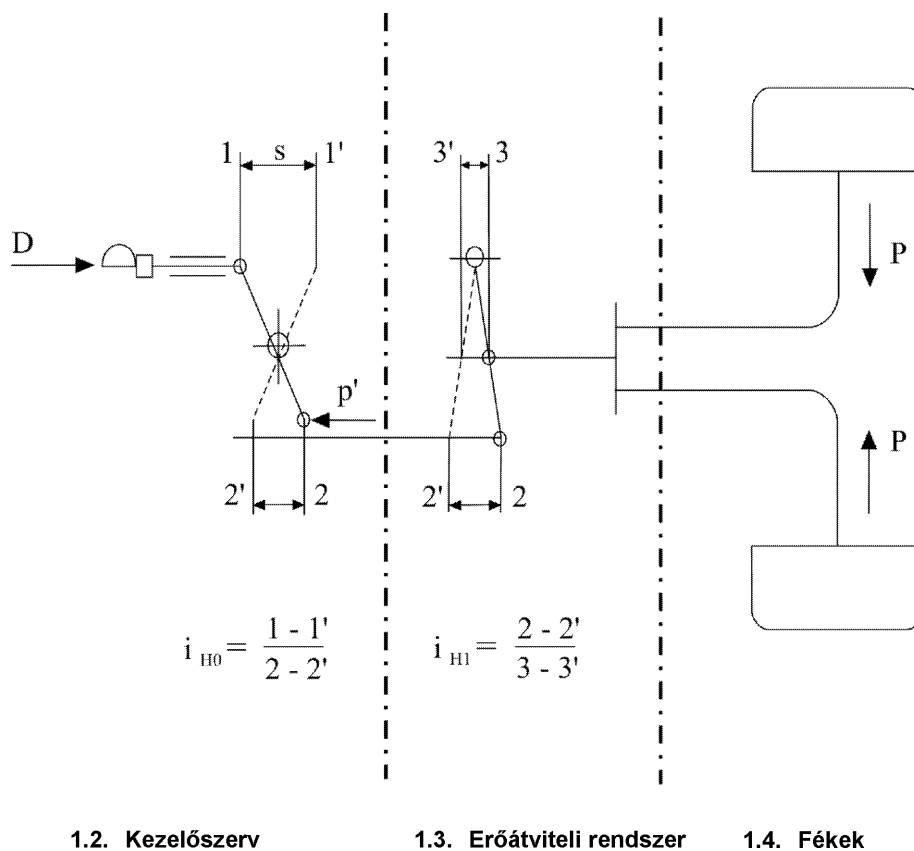 1 s 1' 3' 3
D P
p' P
2' 2 2' 2
i H0 = 1 - 1' / 2 - 2' i H1 = 2 - 2' / 3 - 3'
1.2. Kezelőszerv 1.3. Erőátviteli rendszer 1.4. Fékek